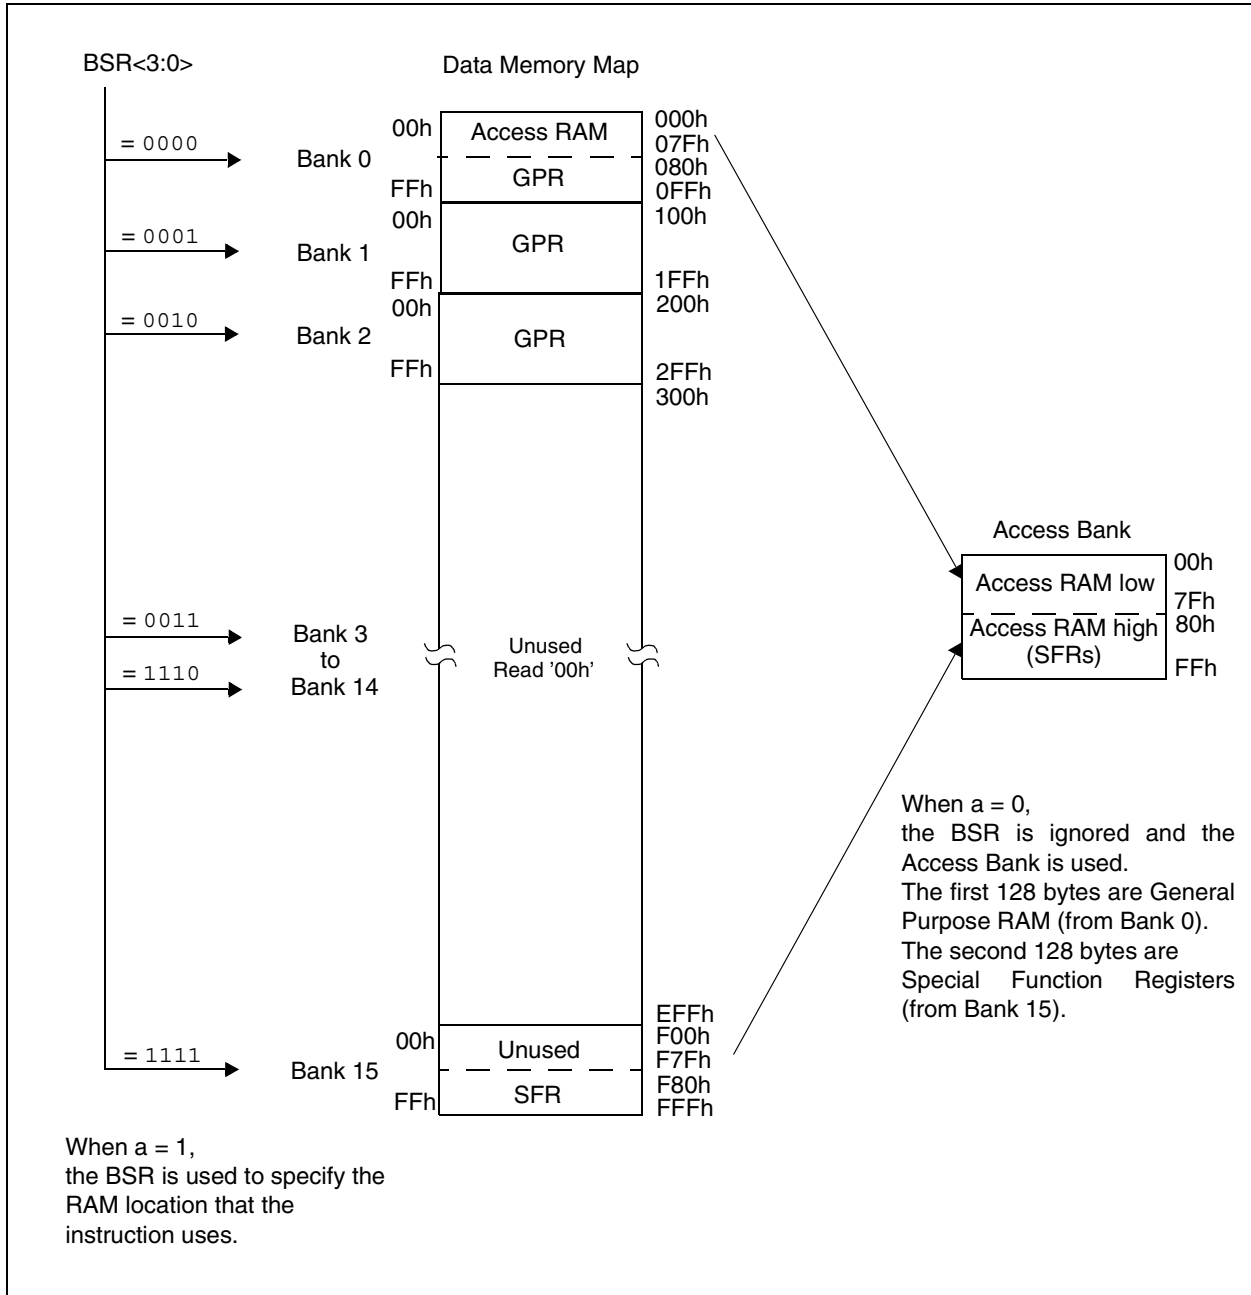 BSR<3:0>
Data Memory Map
= 0000
Bank 0
00h
Access RAM
000h
07Fh
FFh
GPR
080h
0FFh
= 0001
Bank 1
00h
GPR
100h
FFh
1FFh
= 0010
Bank 2
00h
GPR
200h
FFh
2FFh
300h
= 0011
Bank 3
to
= 1110
Bank 14
Unused
Read '00h'
Access Bank
Access RAM low
00h
7Fh
Access RAM high
(SFRs)
80h
FFh
When a = 0,
the BSR is ignored and the
Access Bank is used.
The first 128 bytes are General
Purpose RAM (from Bank 0).
The second 128 bytes are
Special Function Registers
(from Bank 15).
EFFh
= 1111
Bank 15
00h
Unused
F00h
F7Fh
FFh
SFR
F80h
FFFh
When a = 1,
the BSR is used to specify the
RAM location that the
instruction uses.